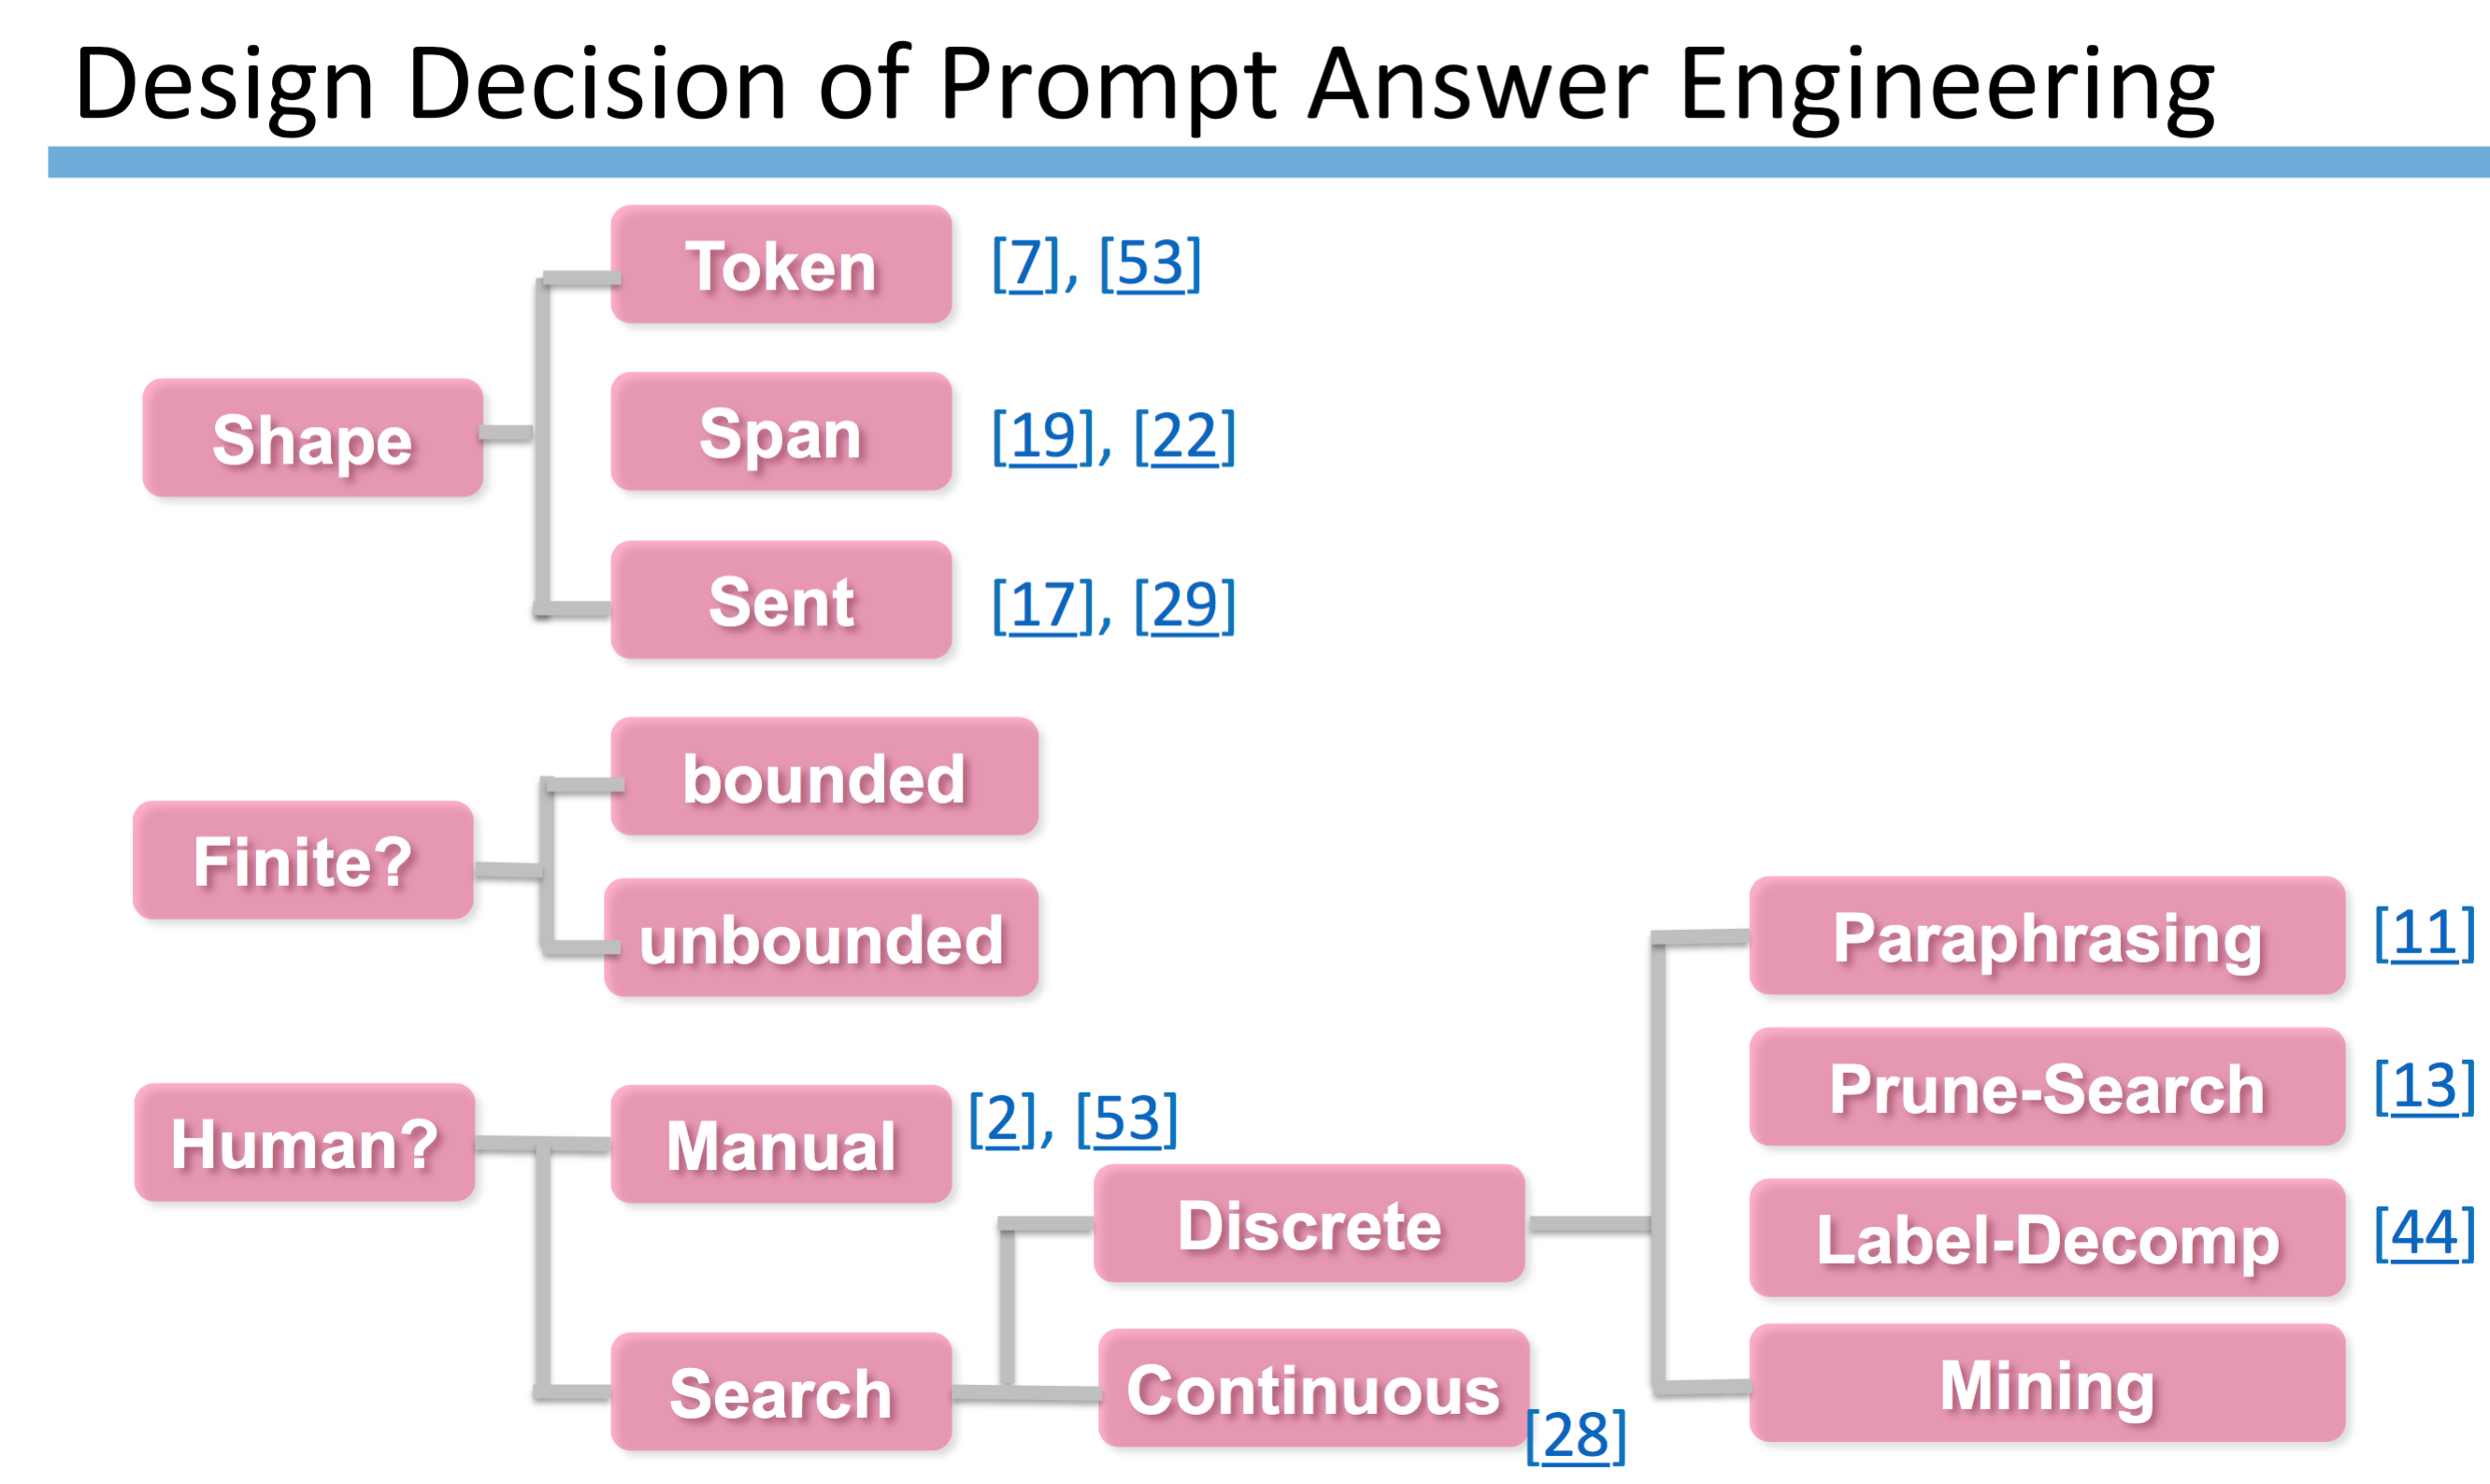 Design Decision of Prompt Answer Engineering
Token [7], [53]
Shape
Span [19], [22]
Sent [17], [29]
bounded
Finite?
unbounded
Human?
Manual [2], [53]
Search
Discrete
Continuous [28]
Paraphrasing [11]
Prune-Search [13]
Label-Decomp [44]
Mining